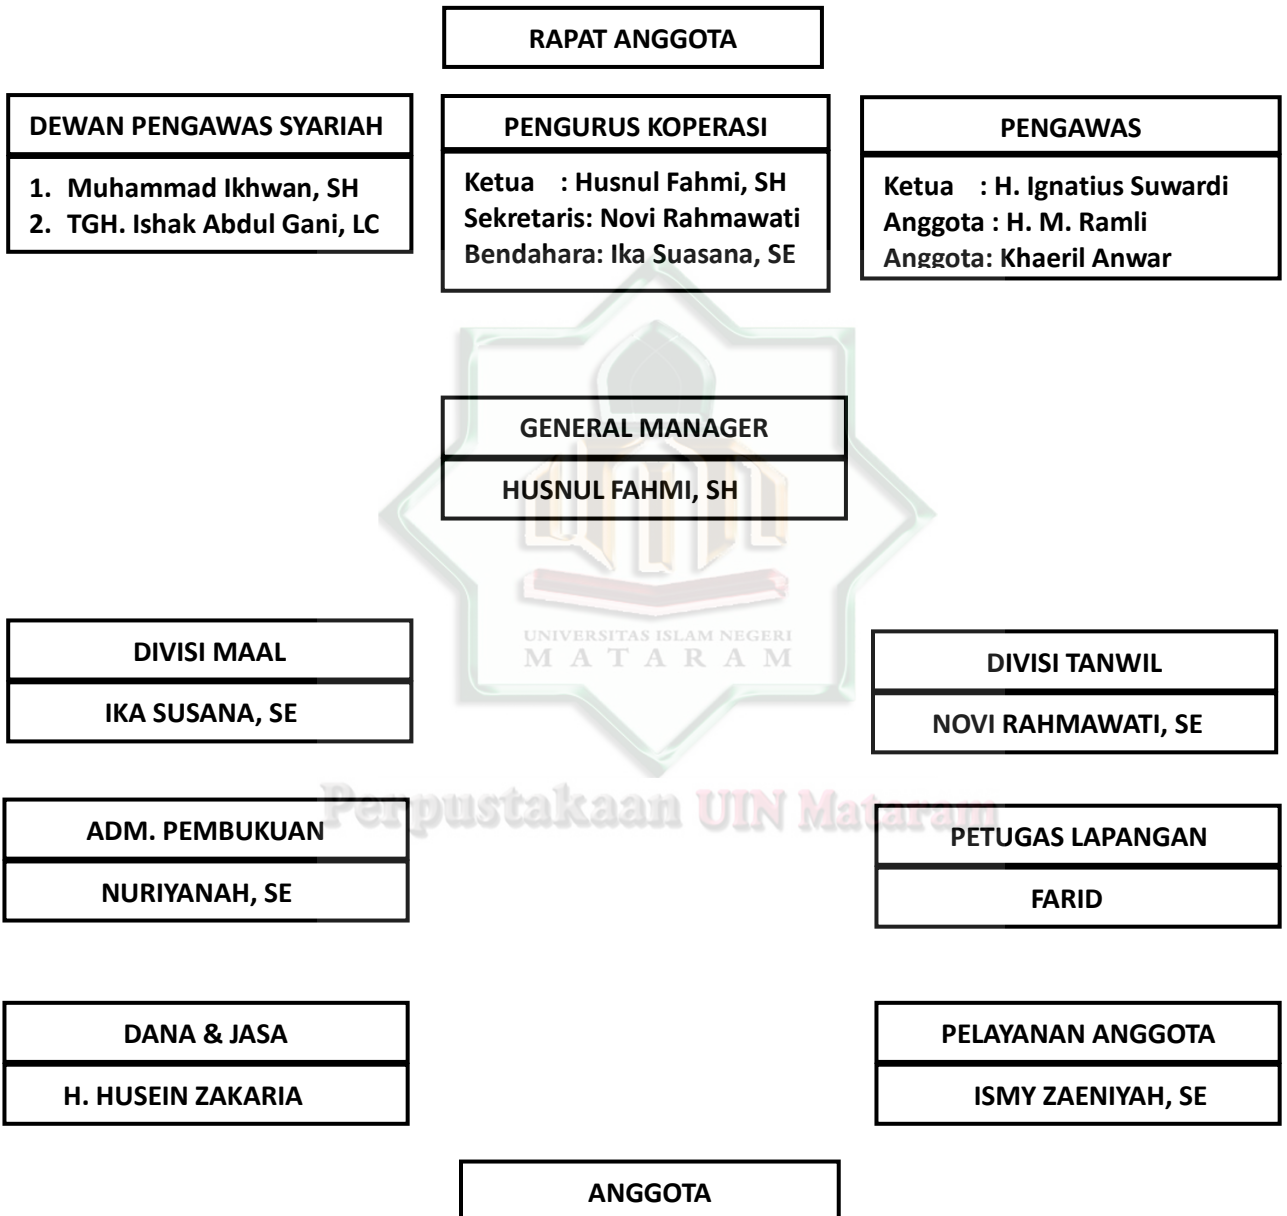 RAPAT ANGGOTA
DEWAN PENGAWAS SYARIAH
1. Muhammad Ikhwan, SH
2. TGH. Ishak Abdul Gani, LC
PENGURUS KOPERASI
Ketua : Husnul Fahmi, SH
Sekretaris: Novi Rahmawati
Bendahara: Ika Suasana, SE
PENGAWAS
Ketua : H. Ignatius Suwardi
Anggota : H. M. Ramli
Anggota: Khaeril Anwar
GENERAL MANAGER
HUSNUL FAHMI, SH
UNIVERSITAS ISLAM NEGERI
MATARAM
DIVISI MAAL
IKA SUSANA, SE
DIVISI TANWIL
NOVI RAHMAWATI, SE
Perpustakaan UIN Mataram
ADM. PEMBUKUAN
NURIYANAH, SE
PETUGAS LAPANGAN
FARID
DANA & JASA
H. HUSEIN ZAKARIA
PELAYANAN ANGGOTA
ISMY ZAENIYAH, SE
ANGGOTA